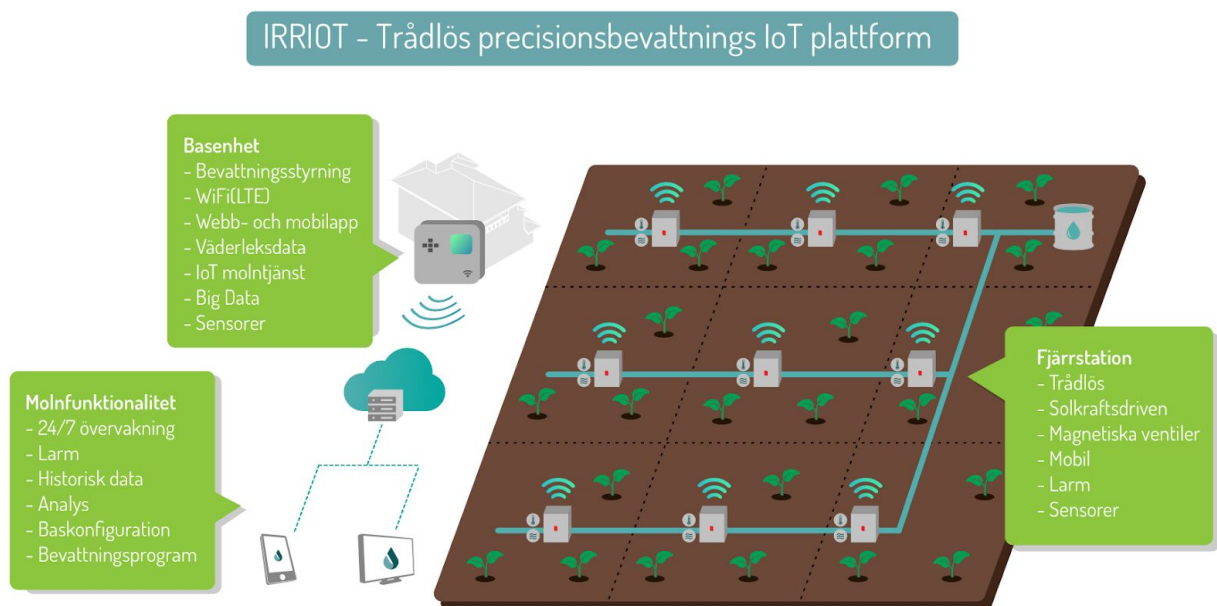 IRRIOT - Trådlös precisionsbevattnings IoT plattform
Basenhet
- Bevattningsstyrning
- WiFi(LTE)
- Webb- och mobilapp
- Väderleksdata
- IoT molntjänst
- Big Data
- Sensorer
Molnfunktionalitet
- 24/7 övervakning
- Larm
- Historisk data
- Analys
- Baskonfiguration
- Bevattningsprogram
Fjärrstation
- Trådlös
- Solkraftsdriven
- Magnetiska ventiler
- Mobil
- Larm
- Sensorer